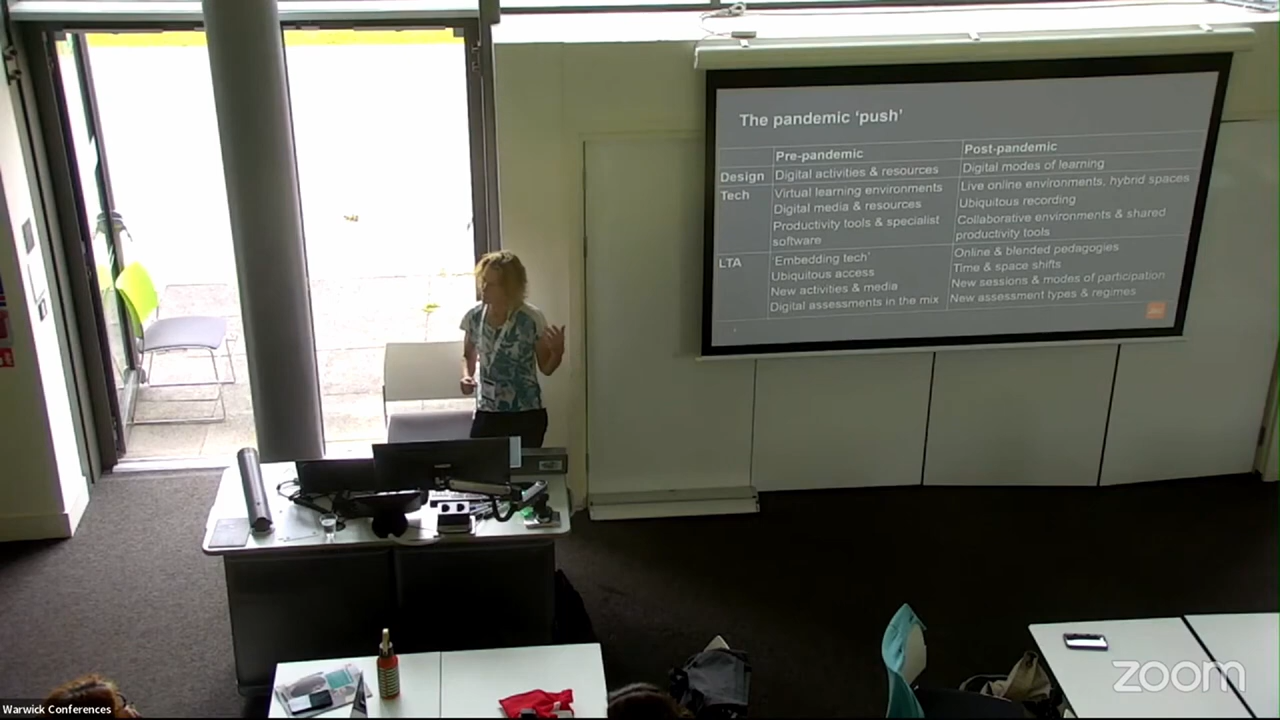 The pandemic ‘push’
Pre-pandemic
Post-pandemic
Design
Digital activities & resources
Digital modes of learning
Tech
Virtual learning environments
Digital media & resources
Productivity tools & specialist
software
Live online environments, hybrid spaces
Ubiquitous recording
Collaborative environments & shared
productivity tools
LTA
‘Embedding tech’
Ubiquitous access
New activities & media
Digital assessments in the mix
Online & blended pedagogies
Time & space shifts
New sessions & modes of participation
New assessment types & regimes
Warwick Conferences
zoom